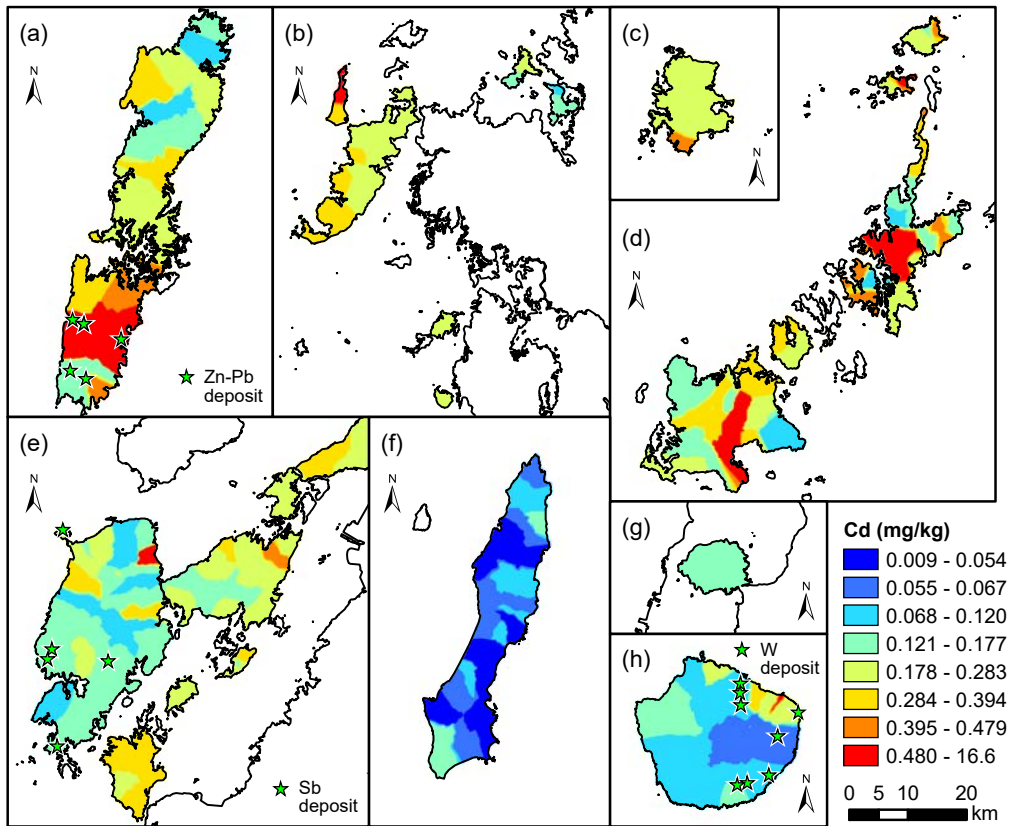 (a)
N
Zn-Pb
deposit
(b)
N
(c)
N
(d)
N
(e)
N
Sb
deposit
(f)
N
(g)
N
(h)
W
deposit
N
Cd (mg/kg)
0.009 - 0.054
0.055 - 0.067
0.068 - 0.120
0.121 - 0.177
0.178 - 0.283
0.284 - 0.394
0.395 - 0.479
0.480 - 16.6
0 10 20
km